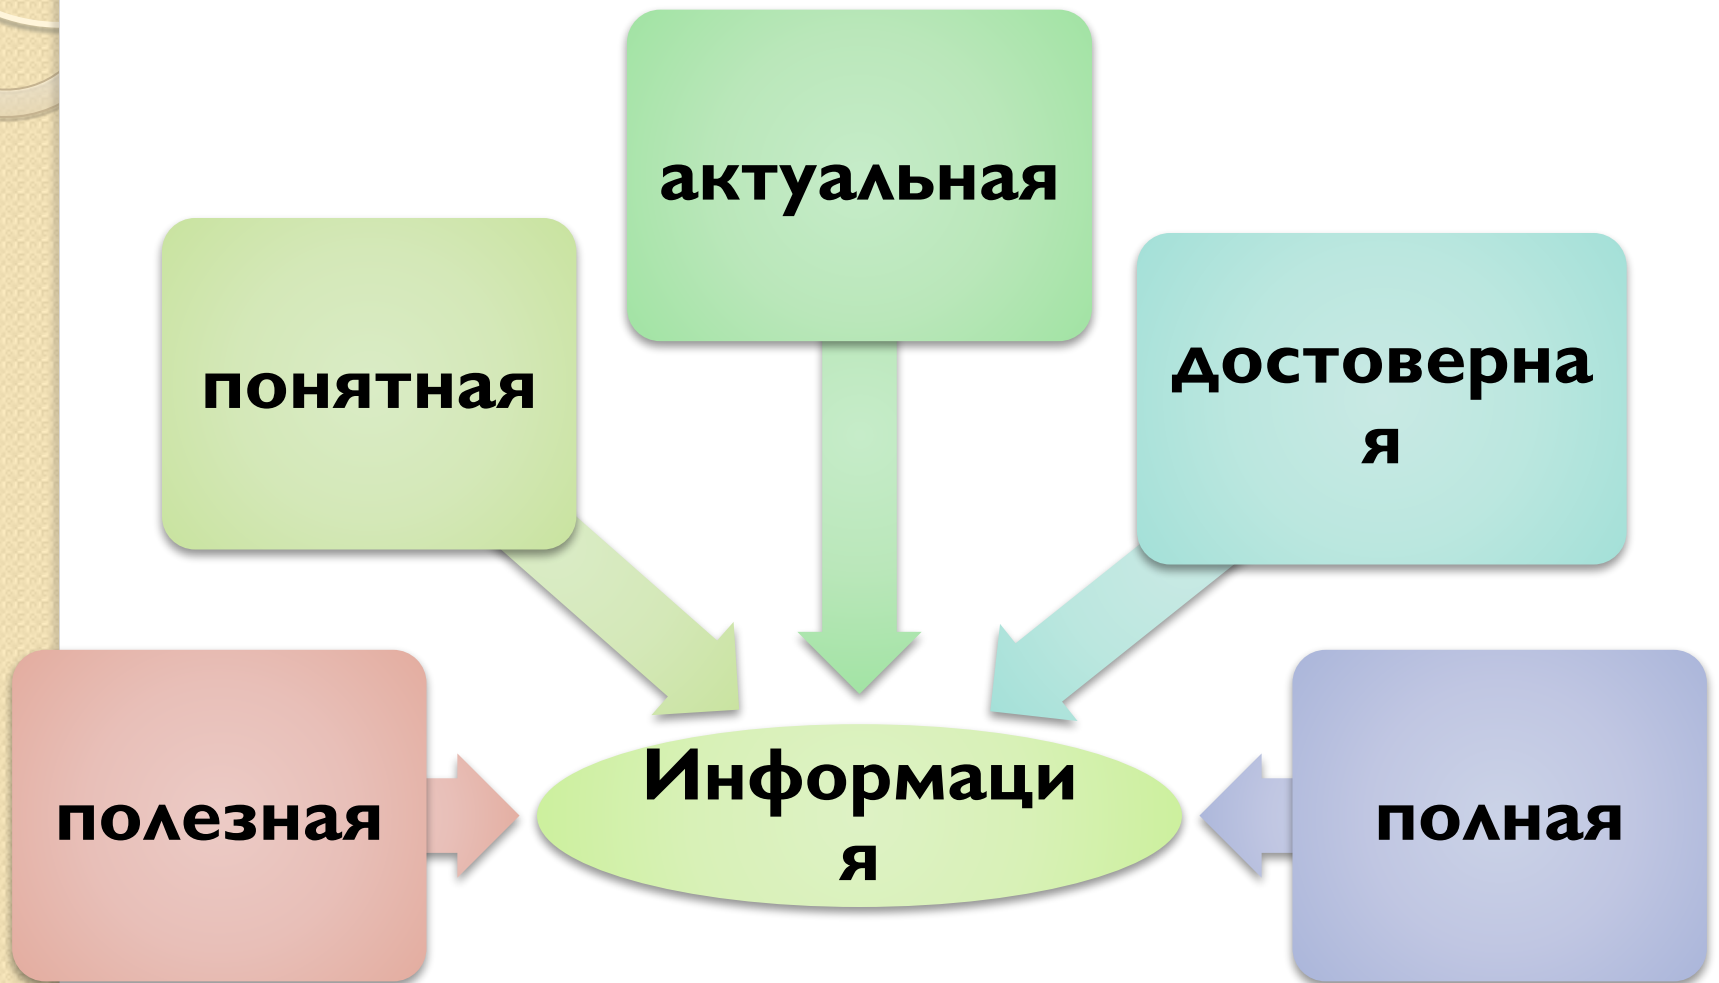 актуальная
понятная
достоверна
я
полезная
Информаци
я
полная